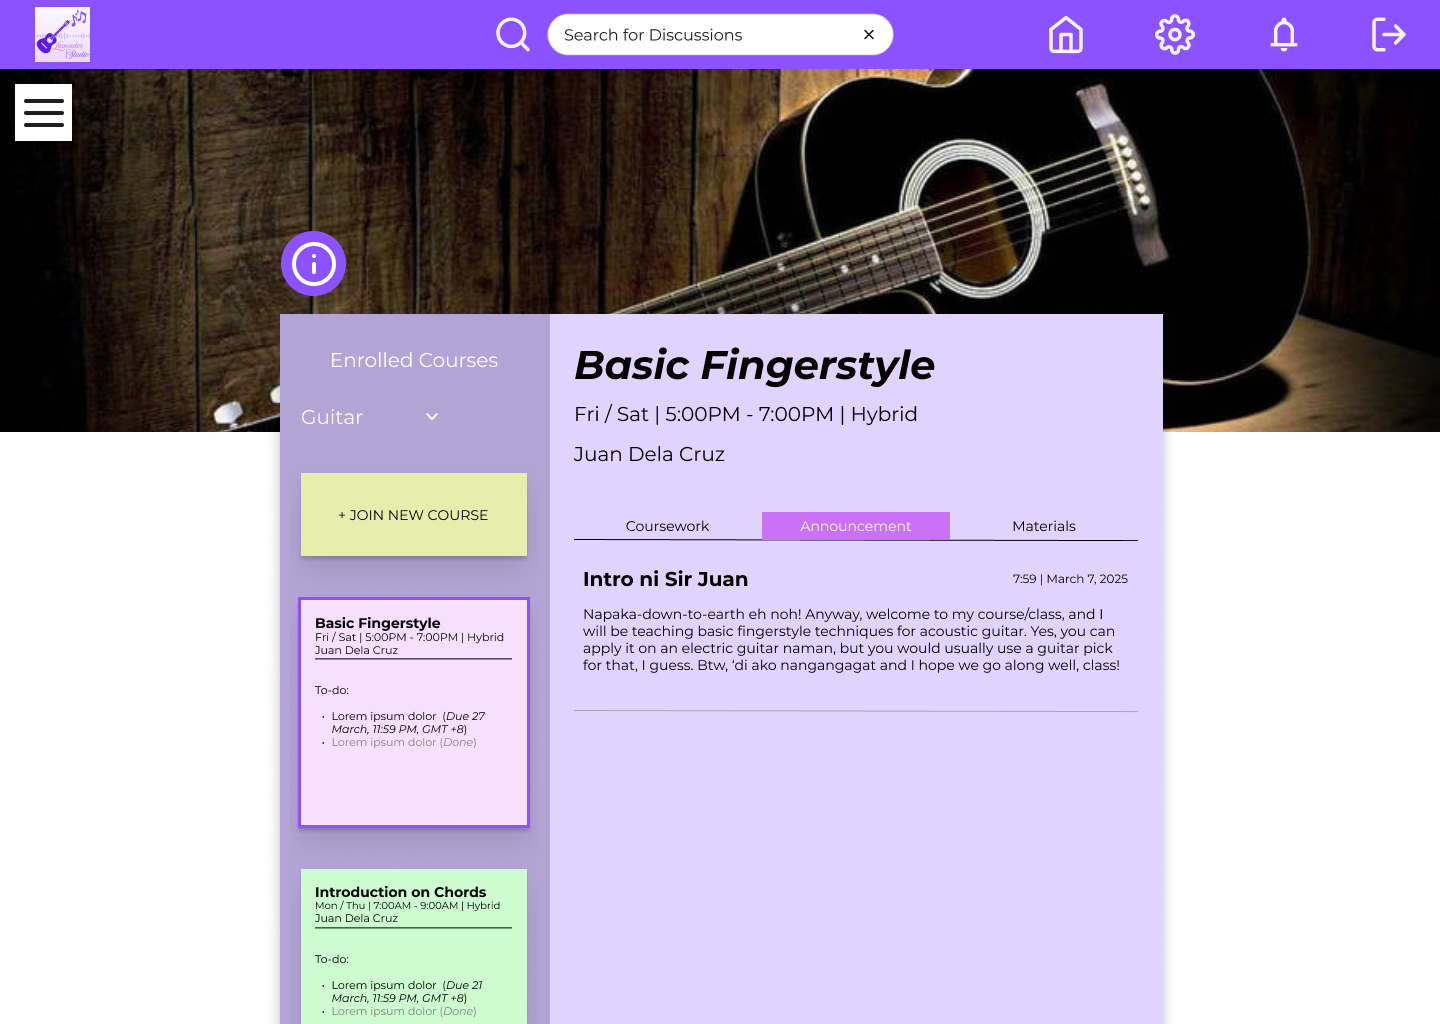 Lavender
Studio
Search for Discussions
Enrolled Courses
Guitar
+ JOIN NEW COURSE
Basic Fingerstyle
Fri / Sat | 5:00PM - 7:00PM | Hybrid
Juan Dela Cruz
To-do:
• Lorem ipsum dolor (Due 27
March, 11:59 PM, GMT +8)
• Lorem ipsum dolor (Done)
Introduction on Chords
Mon / Thu | 7:00AM - 9:00AM | Hybrid
Juan Dela Cruz
To-do:
• Lorem ipsum dolor (Due 21
March, 11:59 PM, GMT +8)
• Lorem ipsum dolor (Done)
Basic Fingerstyle
Fri / Sat | 5:00PM - 7:00PM | Hybrid
Juan Dela Cruz
Coursework Announcement Materials
Intro ni Sir Juan 7:59 | March 7, 2025
Napaka-down-to-earth eh noh! Anyway, welcome to my course/class, and I
will be teaching basic fingerstyle techniques for acoustic guitar. Yes, you can
apply it on an electric guitar naman, but you would usually use a guitar pick
for that, I guess. Btw, ‘di ako nangangagat and I hope we go along well, class!